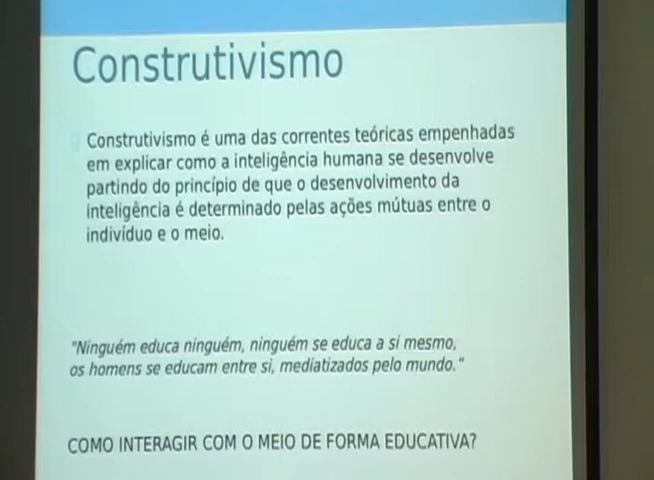 Construtivismo
Construtivismo é uma das correntes teóricas empenhadas
em explicar como a inteligência humana se desenvolve
partindo do princípio de que o desenvolvimento da
inteligência é determinado pelas ações mútuas entre o
indivíduo e o meio.
"Ninguém educa ninguém, ninguém se educa a si mesmo,
os homens se educam entre si, mediatizados pelo mundo."
COMO INTERAGIR COM O MEIO DE FORMA EDUCATIVA?